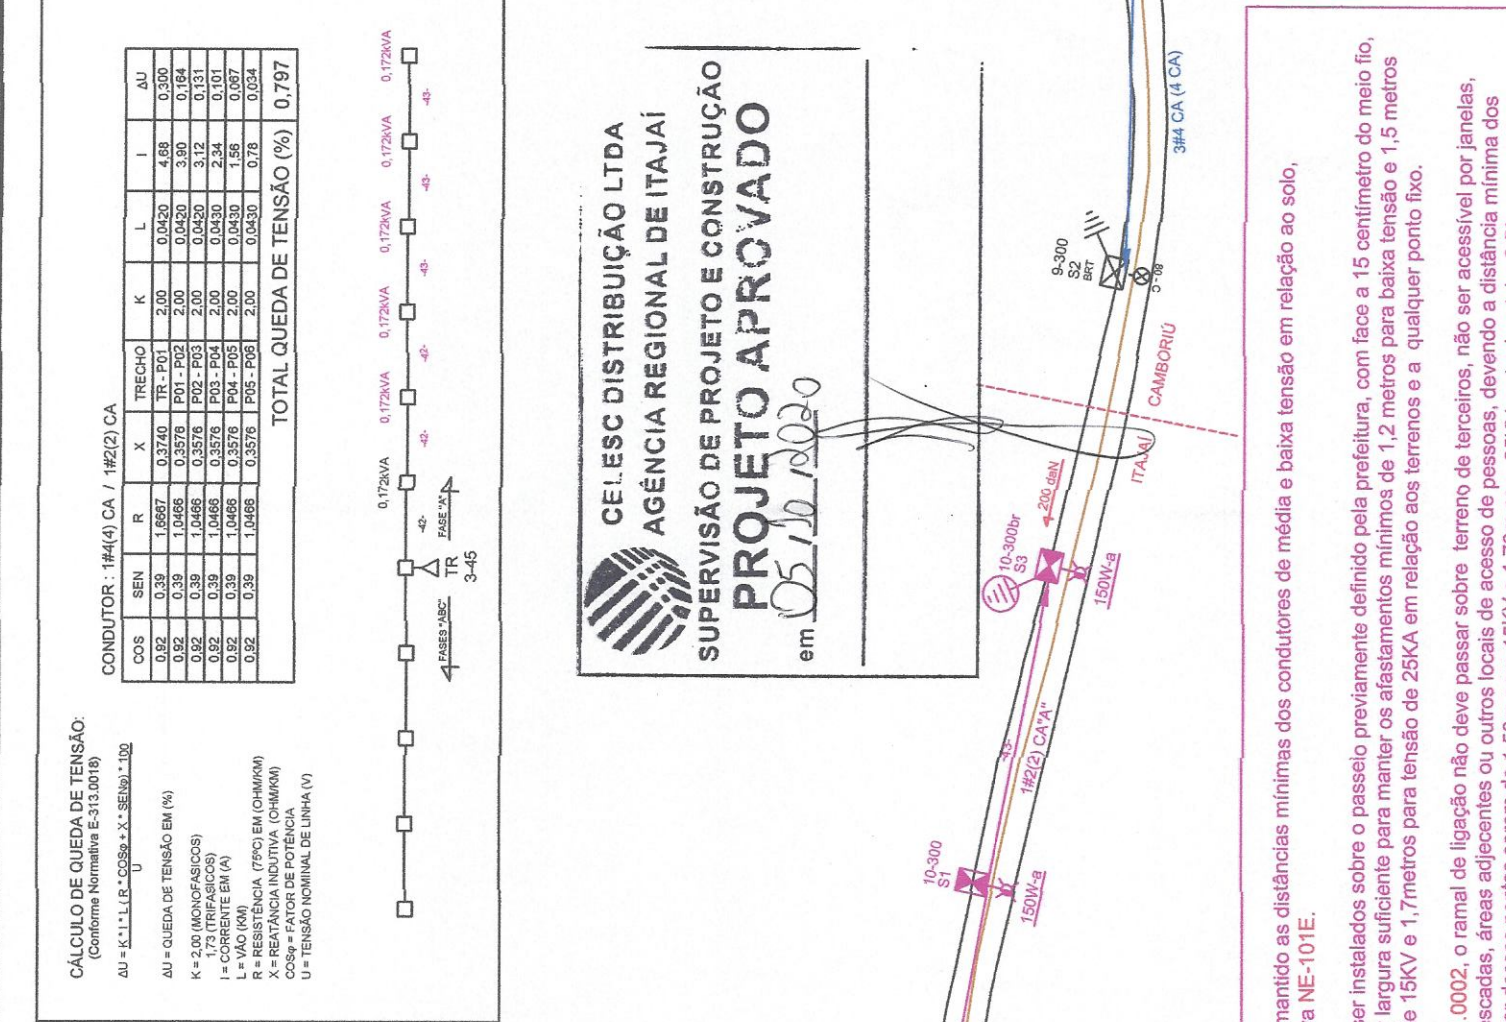 CÁLCULO DE QUEDA DE TENSÃO:
(Conforme Normativa E-313.0018)
ΔU = K * I * L ( R * COSφ + X * SENφ) * 100
U
ΔU = QUEDA DE TENSÃO EM (%)
K = 2,00 (MONOFASICOS)
1,73 (TRIFASICOS)
I = CORRENTE EM (A)
L = VÃO (KM)
R = RESISTÊNCIA (75ºC) EM (OHM/KM)
X = REATÂNCIA INDUTIVA (OHM/KM)
COSφ = FATOR DE POTÊNCIA
U = TENSÃO NOMINAL DE LINHA (V)
CONDUTOR : 1#4(4) CA / 1#2(2) CA
COS SEN R X TRECHO K L I ΔU
0,92 0,39 1,6667 0,3740 TR - P01 2,00 0,0420 4,68 0,300
0,92 0,39 1,0466 0,3576 P01 - P02 2,00 0,0420 3,90 0,164
0,92 0,39 1,0466 0,3576 P02 - P03 2,00 0,0420 3,12 0,131
0,92 0,39 1,0466 0,3576 P03 - P04 2,00 0,0430 2,34 0,101
0,92 0,39 1,0466 0,3576 P04 - P05 2,00 0,0430 1,56 0,067
0,92 0,39 1,0466 0,3576 P05 - P06 2,00 0,0430 0,78 0,034
TOTAL QUEDA DE TENSÃO (%) 0,797
0,172kVA 0,172kVA 0,172kVA 0,172kVA 0,172kVA 0,172kVA
-42- -42- -42- -43- -43- -43-
FASES "ABC"
TR
3-45
FASE "A"
CELESC DISTRIBUIÇÃO LTDA
AGÊNCIA REGIONAL DE ITAJAÍ
SUPERVISÃO DE PROJETO E CONSTRUÇÃO
PROJETO APROVADO
em 05/10/2020
10-300
S1
150W-a
-43-
1#2(2) CA"A"
10-300br
S3
150W-a
200 daN
ITAJAÍ
CAMBORIÚ
9-300
S2
BRT
3#4 CA (4 CA)
mantido as distâncias mínimas dos condutores de média e baixa tensão em relação ao solo,
NE-101E.
ser instalados sobre o passeio previamente definido pela prefeitura, com face a 15 centímetro do meio fio,
largura suficiente para manter os afastamentos mínimos de 1,2 metros para baixa tensão e 1,5 metros
e 15KV e 1,7metros para tensão de 25KA em relação aos terrenos e a qualquer ponto fixo.
.0002, o ramal de ligação não deve passar sobre terreno de terceiros, não ser acessível por janelas,
escadas, áreas adjecentes ou outros locais de acesso de pessoas, devendo a distância mínima dos